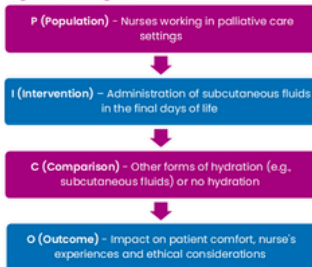 P (Population) - Nurses working in palliative care
settings
I (Intervention) – Administration of subcutaneous fluids
in the final days of life
C (Comparison) - Other forms of hydration (e.g.,
subcutaneous fluids) or no hydration
O (Outcome) - Impact on patient comfort, nurse's
experiences and ethical considerations